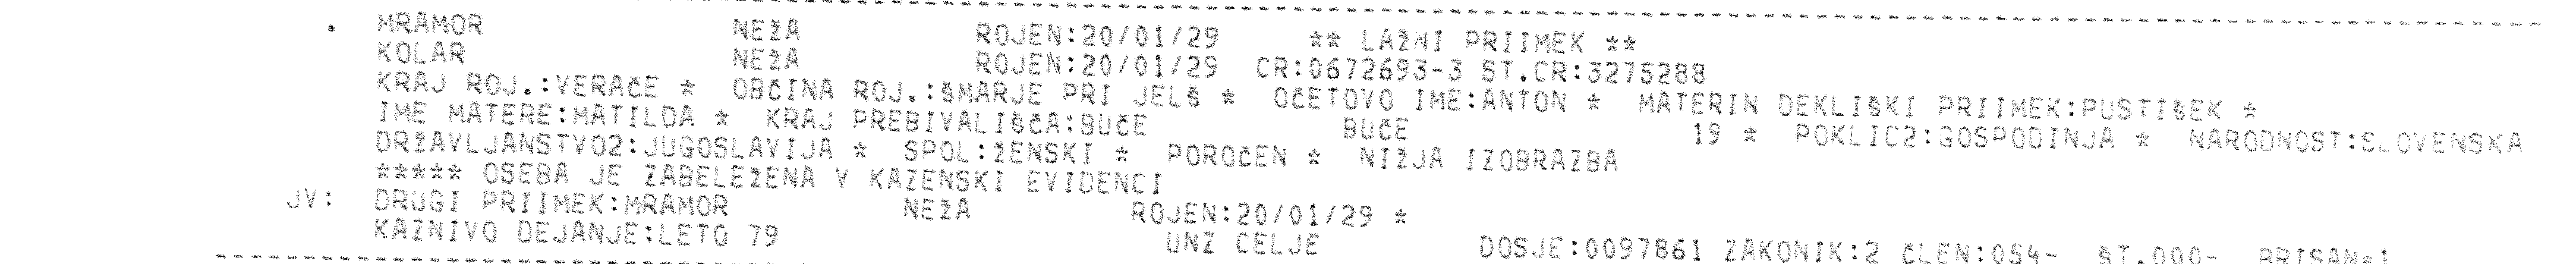 . MRAMOR NEŽA ROJEN:20/01/29 ** LAŽNI PRIIMEK **
KOLAR NEŽA ROJEN:20/01/29 CR:0672693-3 ST.CR:3275288
KRAJ ROJ.:VERAČE * OBČINA ROJ.:ŠMARJE PRI JELŠ * OČETOVO IME:ANTON * MATERIN DEKLIŠKI PRIIMEK:PUSTIŠEK *
IME MATERE:MATILDA * KRAJ PREBIVALIŠČA:BUČE BUČE 19 * POKLIC2:GOSPODINJA * NARODNOST:SLOVENSKA
DRŽAVLJANSTVO2:JUGOSLAVIJA * SPOL:ŽENSKI * POROČEN * NIŽJA IZOBRAZBA
***** OSEBA JE ZABELEŽENA V KAZENSKI EVIDENCI
JV: DRUGI PRIIMEK:MRAMOR NEŽA ROJEN:20/01/29 *
KAZNIVO DEJANJE:LETO 79 UNZ CELJE DOSJE:0097861 ZAKONIK:2 ČLEN:054- ŠT.000-